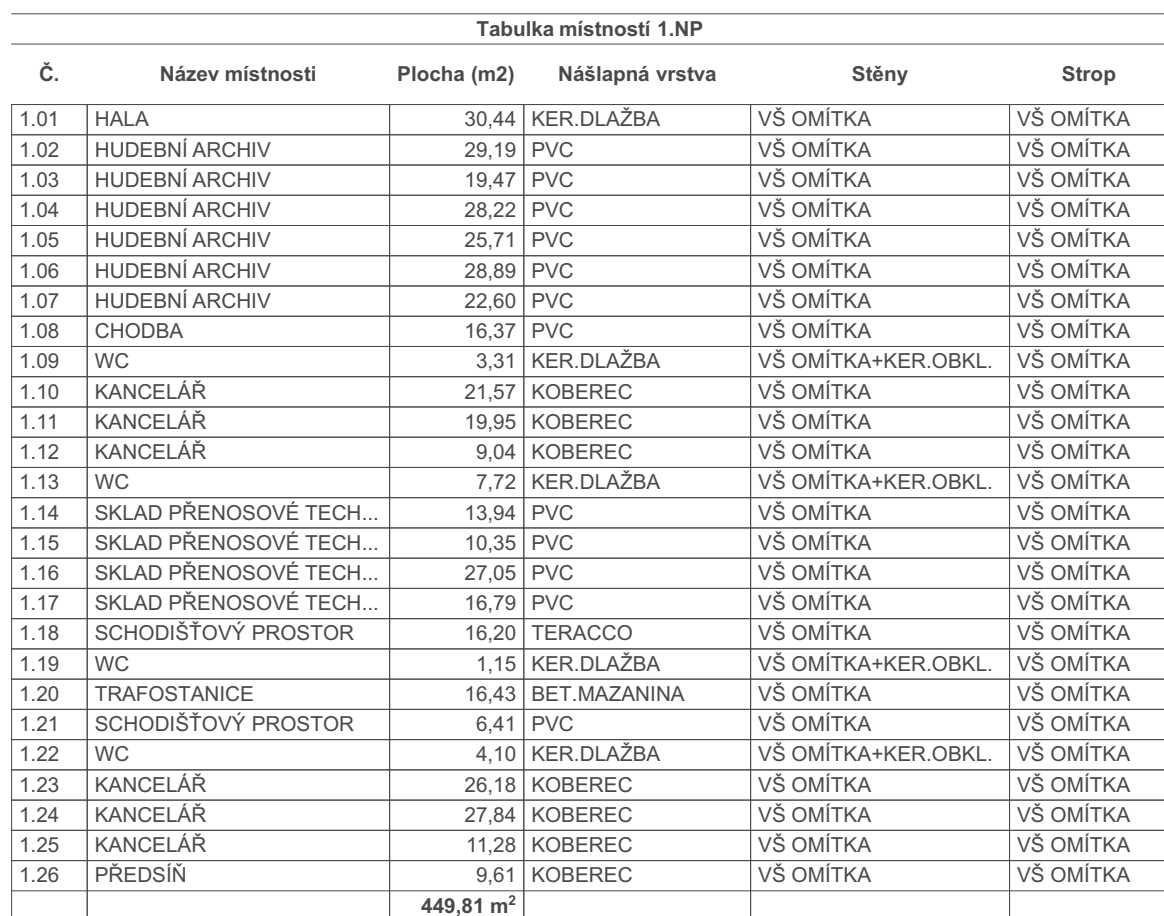 Tabulka místností 1.NP
Č. Název místnosti Plocha (m2) Nášlapná vrstva Stěny Strop
1.01 HALA 30,44 KER.DLAŽBA VŠ OMÍTKA VŠ OMÍTKA
1.02 HUDEBNÍ ARCHIV 29,19 PVC VŠ OMÍTKA VŠ OMÍTKA
1.03 HUDEBNÍ ARCHIV 19,47 PVC VŠ OMÍTKA VŠ OMÍTKA
1.04 HUDEBNÍ ARCHIV 28,22 PVC VŠ OMÍTKA VŠ OMÍTKA
1.05 HUDEBNÍ ARCHIV 25,71 PVC VŠ OMÍTKA VŠ OMÍTKA
1.06 HUDEBNÍ ARCHIV 28,89 PVC VŠ OMÍTKA VŠ OMÍTKA
1.07 HUDEBNÍ ARCHIV 22,60 PVC VŠ OMÍTKA VŠ OMÍTKA
1.08 CHODBA 16,37 PVC VŠ OMÍTKA VŠ OMÍTKA
1.09 WC 3,31 KER.DLAŽBA VŠ OMÍTKA+KER.OBKL. VŠ OMÍTKA
1.10 KANCELÁŘ 21,57 KOBEREC VŠ OMÍTKA VŠ OMÍTKA
1.11 KANCELÁŘ 19,95 KOBEREC VŠ OMÍTKA VŠ OMÍTKA
1.12 KANCELÁŘ 9,04 KOBEREC VŠ OMÍTKA VŠ OMÍTKA
1.13 WC 7,72 KER.DLAŽBA VŠ OMÍTKA+KER.OBKL. VŠ OMÍTKA
1.14 SKLAD PŘENOSOVÉ TECH... 13,94 PVC VŠ OMÍTKA VŠ OMÍTKA
1.15 SKLAD PŘENOSOVÉ TECH... 10,35 PVC VŠ OMÍTKA VŠ OMÍTKA
1.16 SKLAD PŘENOSOVÉ TECH... 27,05 PVC VŠ OMÍTKA VŠ OMÍTKA
1.17 SKLAD PŘENOSOVÉ TECH... 16,79 PVC VŠ OMÍTKA VŠ OMÍTKA
1.18 SCHODIŠŤOVÝ PROSTOR 16,20 TERACCO VŠ OMÍTKA VŠ OMÍTKA
1.19 WC 1,15 KER.DLAŽBA VŠ OMÍTKA+KER.OBKL. VŠ OMÍTKA
1.20 TRAFOSTANICE 16,43 BET.MAZANINA VŠ OMÍTKA VŠ OMÍTKA
1.21 SCHODIŠŤOVÝ PROSTOR 6,41 PVC VŠ OMÍTKA VŠ OMÍTKA
1.22 WC 4,10 KER.DLAŽBA VŠ OMÍTKA+KER.OBKL. VŠ OMÍTKA
1.23 KANCELÁŘ 26,18 KOBEREC VŠ OMÍTKA VŠ OMÍTKA
1.24 KANCELÁŘ 27,84 KOBEREC VŠ OMÍTKA VŠ OMÍTKA
1.25 KANCELÁŘ 11,28 KOBEREC VŠ OMÍTKA VŠ OMÍTKA
1.26 PŘEDSÍŇ 9,61 KOBEREC VŠ OMÍTKA VŠ OMÍTKA
449,81 m²